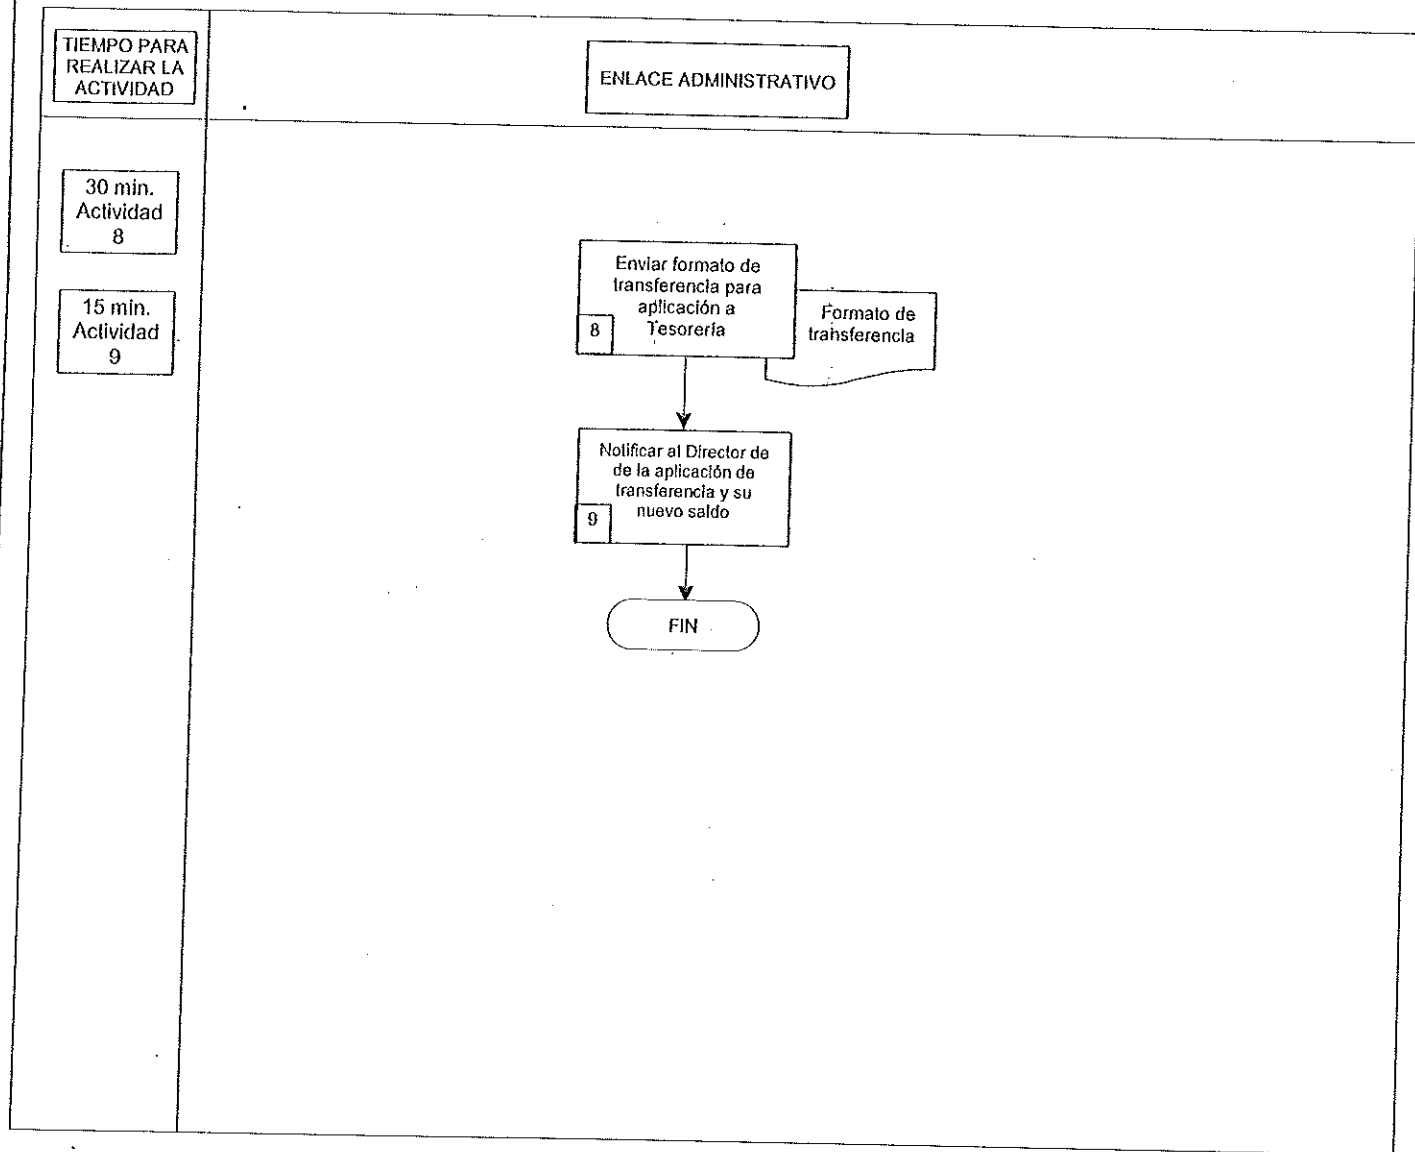 TIEMPO PARA
REALIZAR LA
ACTIVIDAD
ENLACE ADMINISTRATIVO
30 min.
Actividad
8
15 min.
Actividad
9
Enviar formato de
transferencia para
aplicación a
Tesorería
8
Formato de
transferencia
Notificar al Director de
de la aplicación de
transferencia y su
nuevo saldo
9
FIN